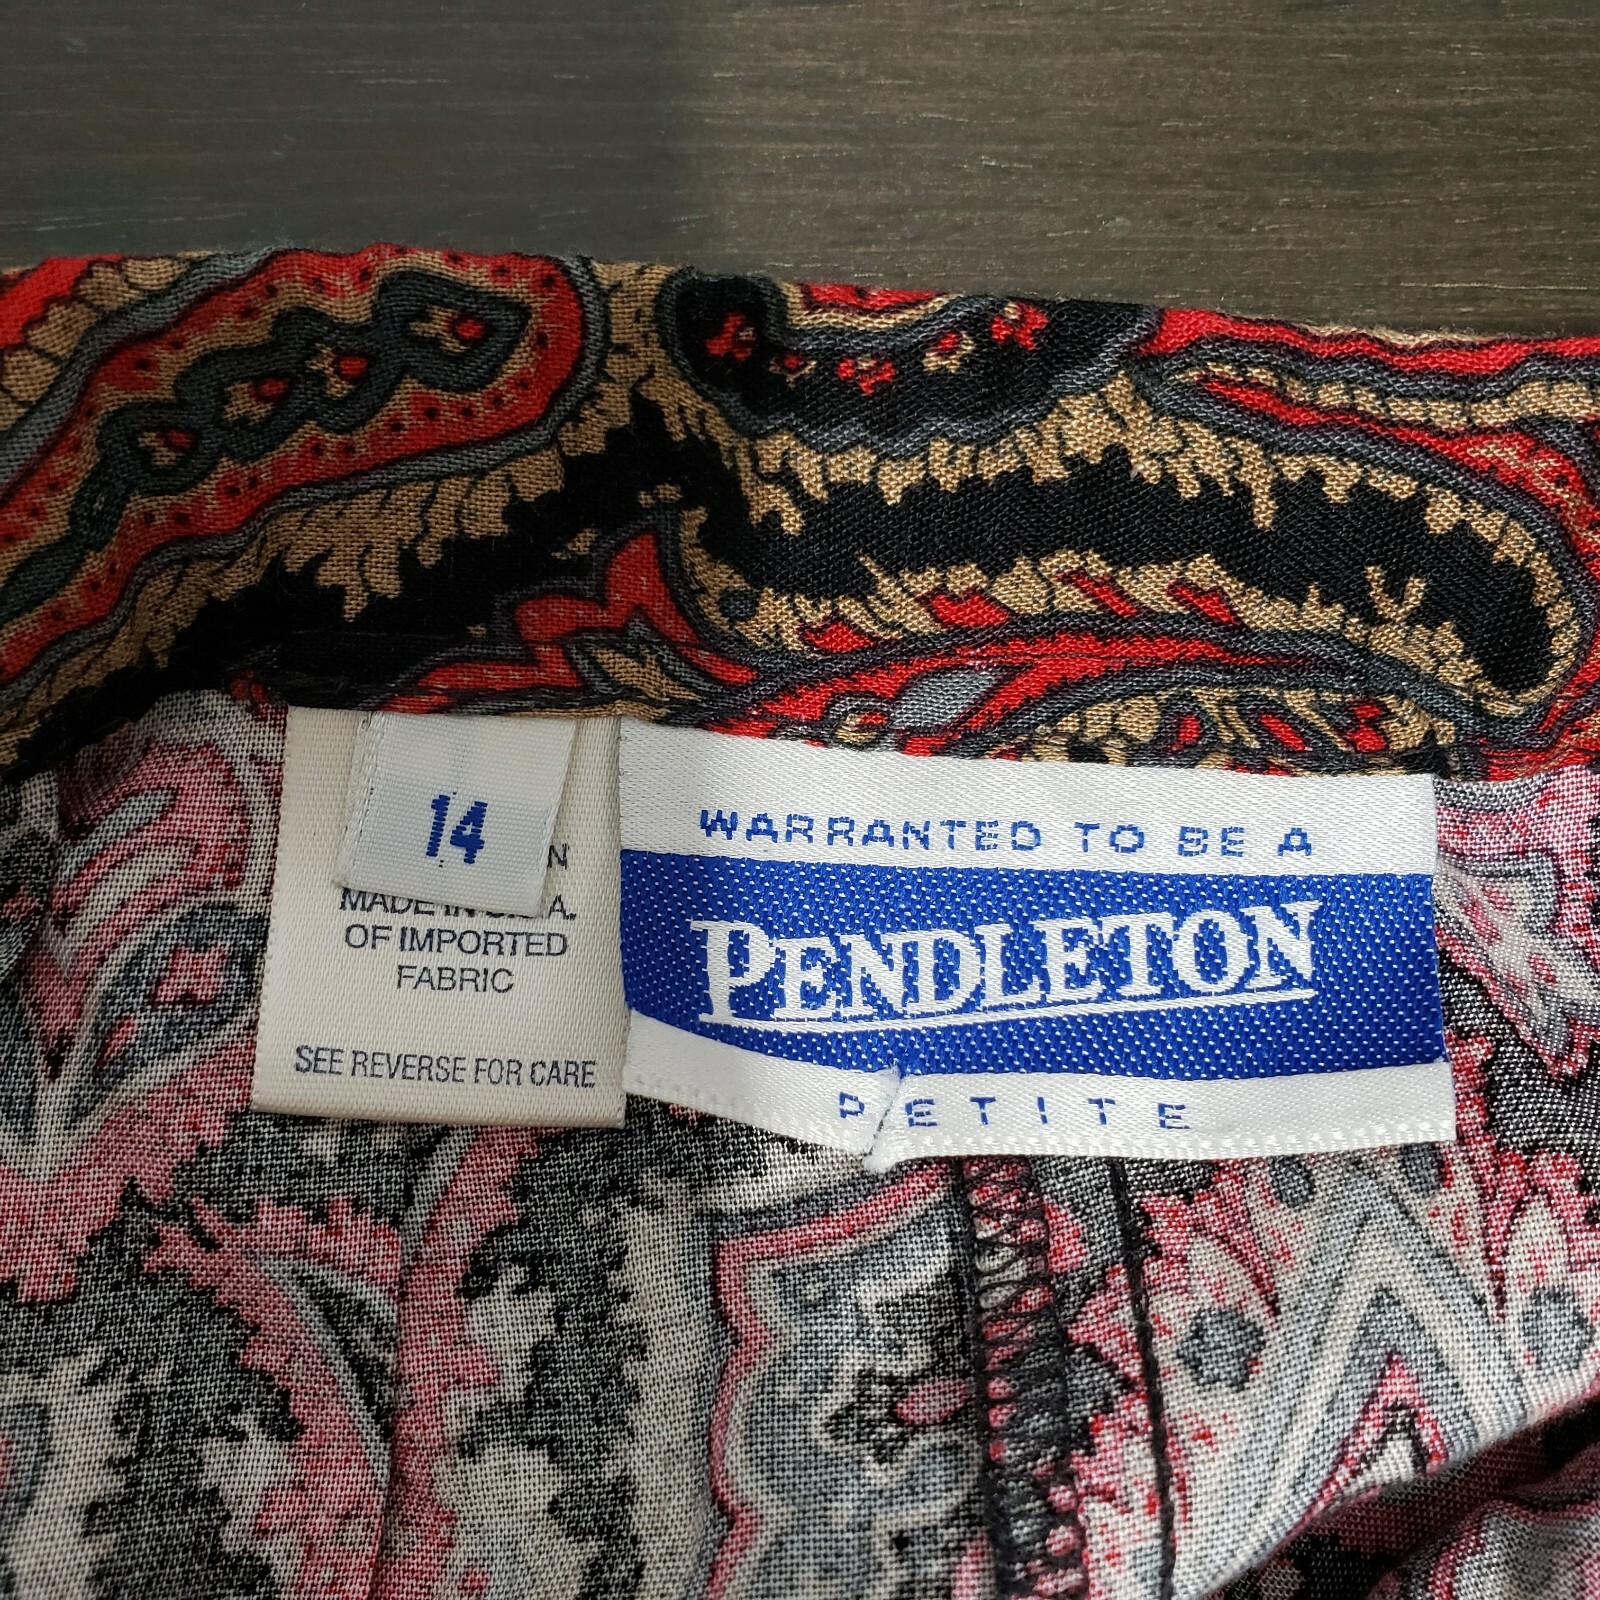 14
MADE IN U.S.A.
OF IMPORTED
FABRIC
SEE REVERSE FOR CARE
WARRANTED TO BE A
PENDLETON
PETITE